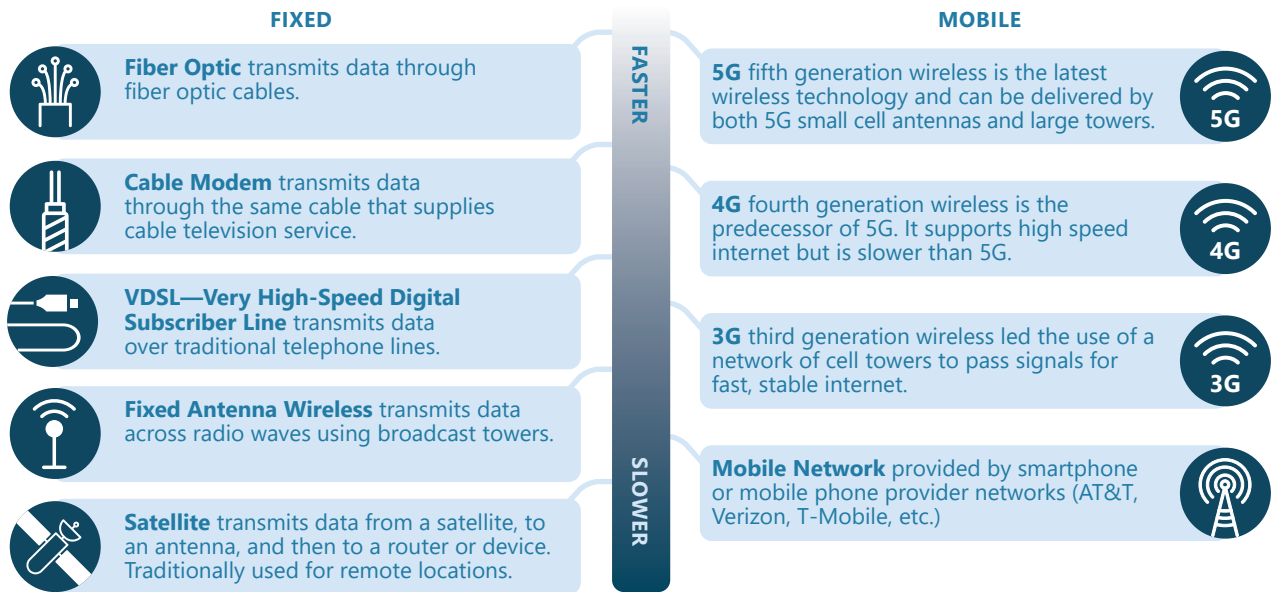 FIXED
Fiber Optic transmits data through
fiber optic cables.
Cable Modem transmits data
through the same cable that supplies
cable television service.
VDSL—Very High-Speed Digital
Subscriber Line transmits data
over traditional telephone lines.
Fixed Antenna Wireless transmits data
across radio waves using broadcast towers.
Satellite transmits data from a satellite, to
an antenna, and then to a router or device.
Traditionally used for remote locations.
FASTER
SLOWER
MOBILE
5G fifth generation wireless is the latest
wireless technology and can be delivered by
both 5G small cell antennas and large towers.
5G
4G fourth generation wireless is the
predecessor of 5G. It supports high speed
internet but is slower than 5G.
4G
3G third generation wireless led the use of a
network of cell towers to pass signals for
fast, stable internet.
3G
Mobile Network provided by smartphone
or mobile phone provider networks (AT&T,
Verizon, T-Mobile, etc.)